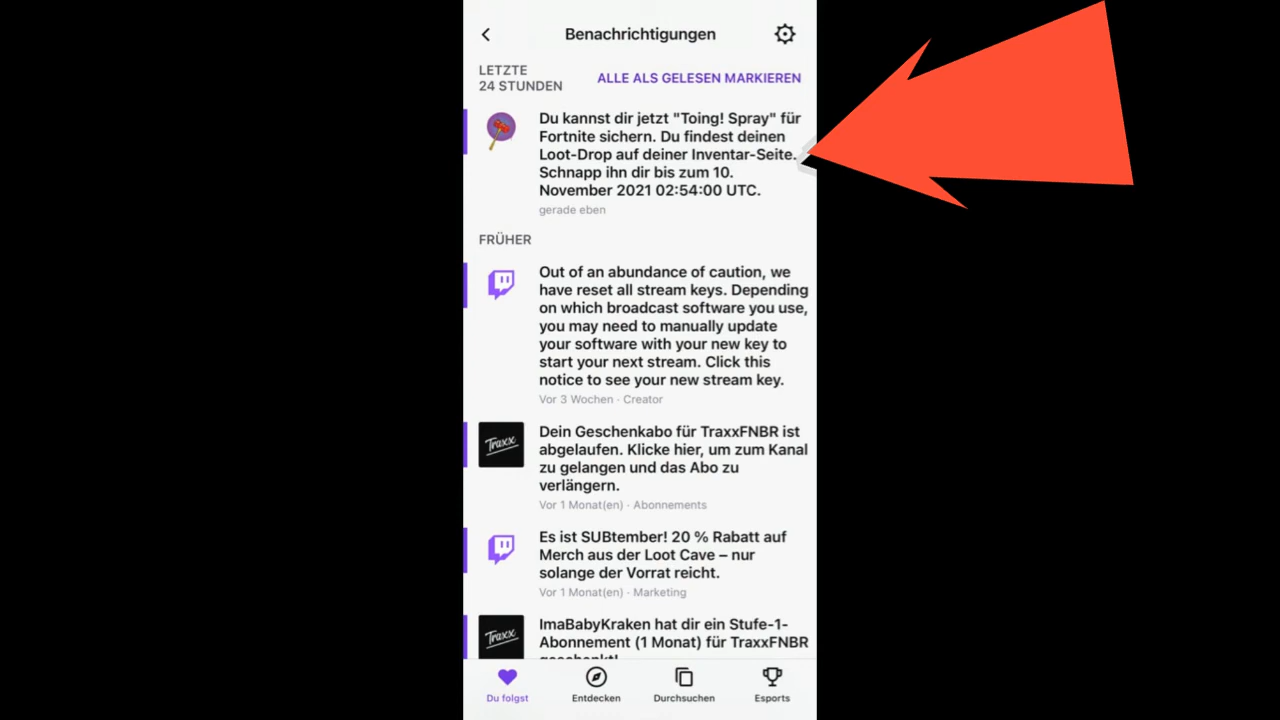 Benachrichtigungen
LETZTE
24 STUNDEN
ALLE ALS GELESEN MARKIEREN
Du kannst dir jetzt "Toing! Spray" für
Fortnite sichern. Du findest deinen
Loot-Drop auf deiner Inventar-Seite.
Schnapp ihn dir bis zum 10.
November 2021 02:54:00 UTC.
gerade eben
FRÜHER
Out of an abundance of caution, we
have reset all stream keys. Depending
on which broadcast software you use,
you may need to manually update
your software with your new key to
start your next stream. Click this
notice to see your new stream key.
Vor 3 Wochen · Creator
Traxx
Dein Geschenkabo für TraxxFNBR ist
abgelaufen. Klicke hier, um zum Kanal
zu gelangen und das Abo zu
verlängern.
Vor 1 Monat(en) · Abonnements
Es ist SUBtember! 20 % Rabatt auf
Merch aus der Loot Cave – nur
solange der Vorrat reicht.
Vor 1 Monat(en) · Marketing
Traxx
ImaBabyKraken hat dir ein Stufe-1-
Abonnement (1 Monat) für TraxxFNBR
geschenkt!
Du folgst
Entdecken
Durchsuchen
Esports